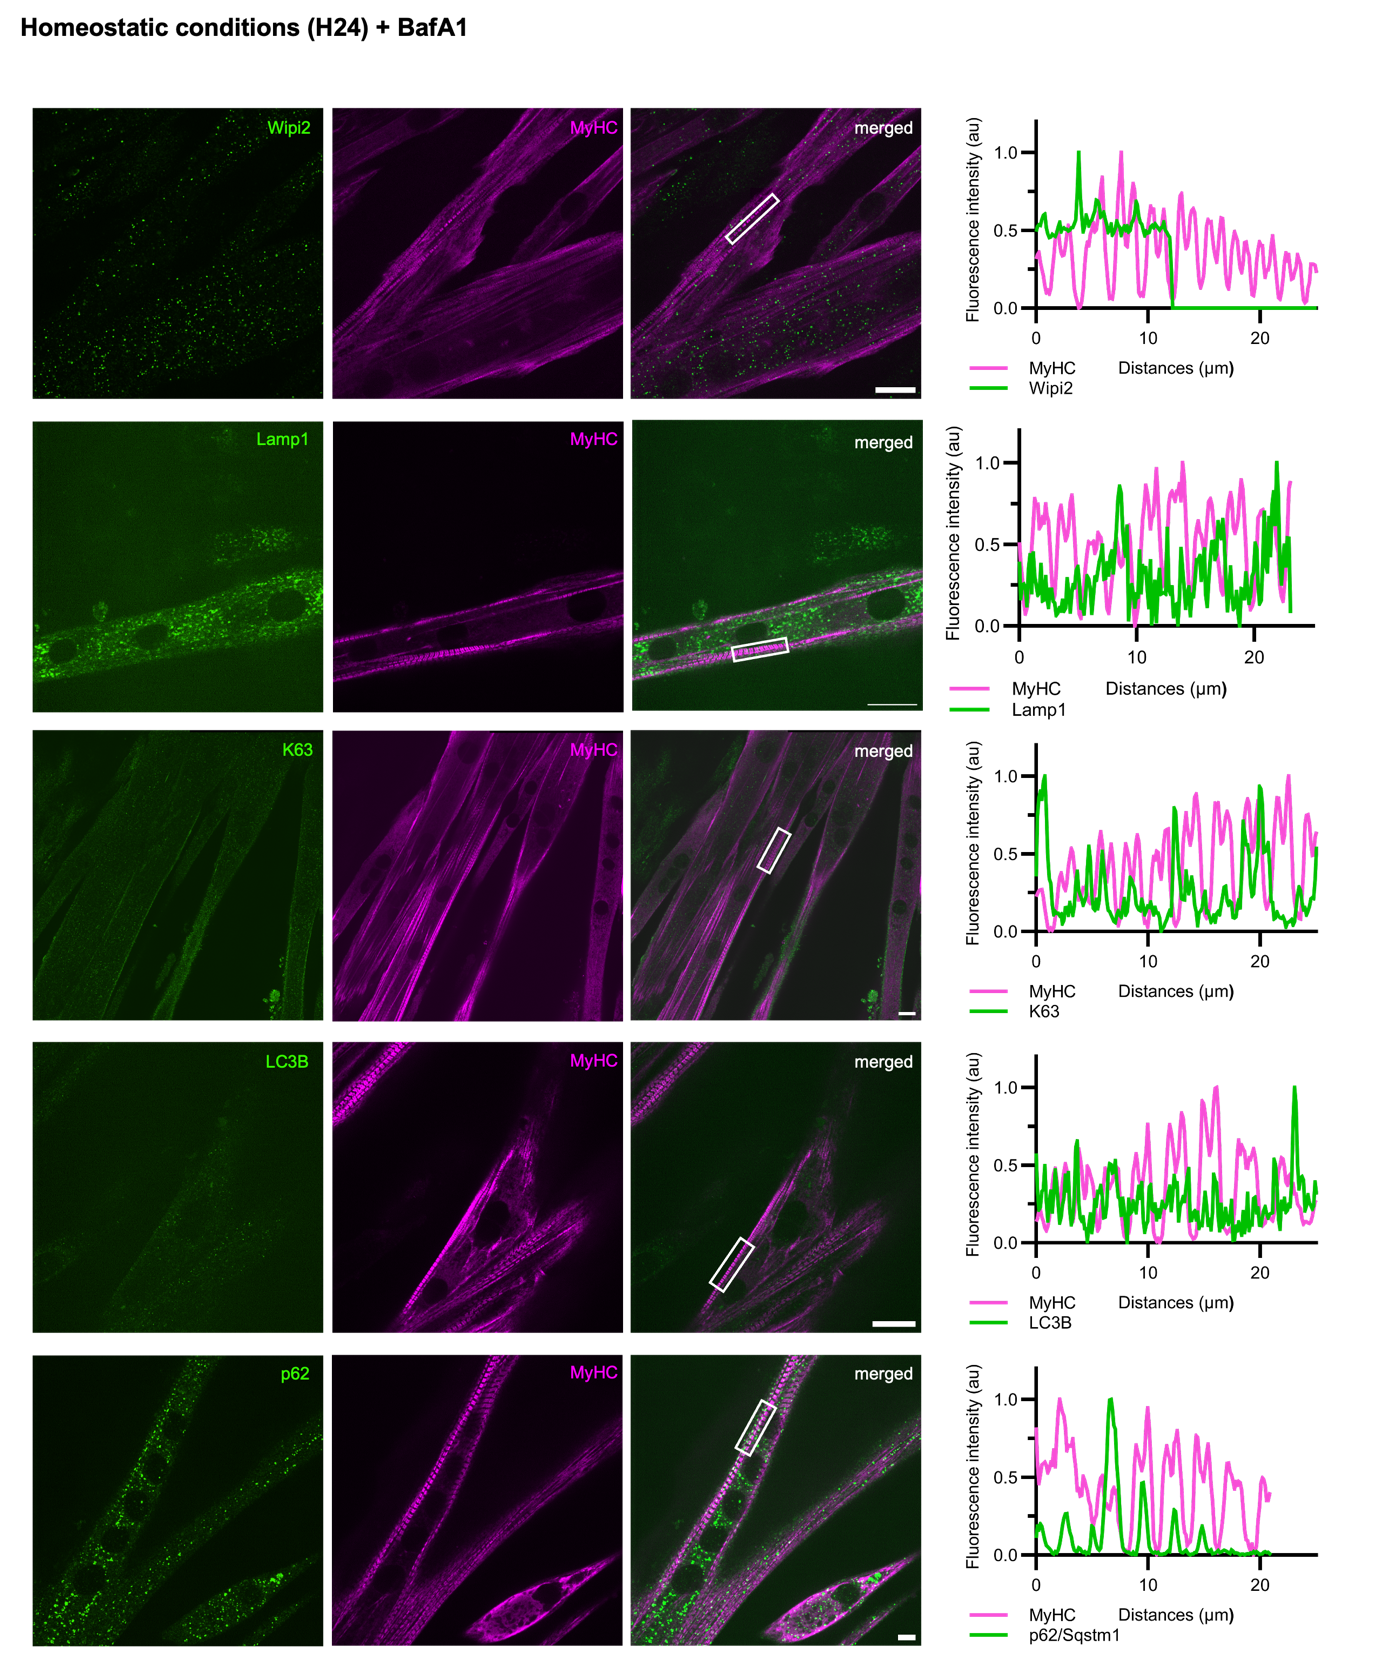 Homeostatic conditions (H24) + BafA1
Wipi2
MyHC
merged
Fluorescence intensity (au)
1.0
0.5
0.0
0
10
20
Distances (µm)
MyHC
Wipi2
Lamp1
MyHC
merged
Fluorescence intensity (au)
1.0
0.5
0.0
0
10
20
Distances (µm)
MyHC
Lamp1
K63
MyHC
merged
Fluorescence intensity (au)
1.0
0.5
0.0
0
10
20
Distances (µm)
MyHC
K63
LC3B
MyHC
merged
Fluorescence intensity (au)
1.0
0.5
0.0
0
10
20
Distances (µm)
MyHC
LC3B
p62
MyHC
merged
Fluorescence intensity (au)
1.0
0.5
0.0
0
10
20
Distances (µm)
MyHC
p62/Sqstm1